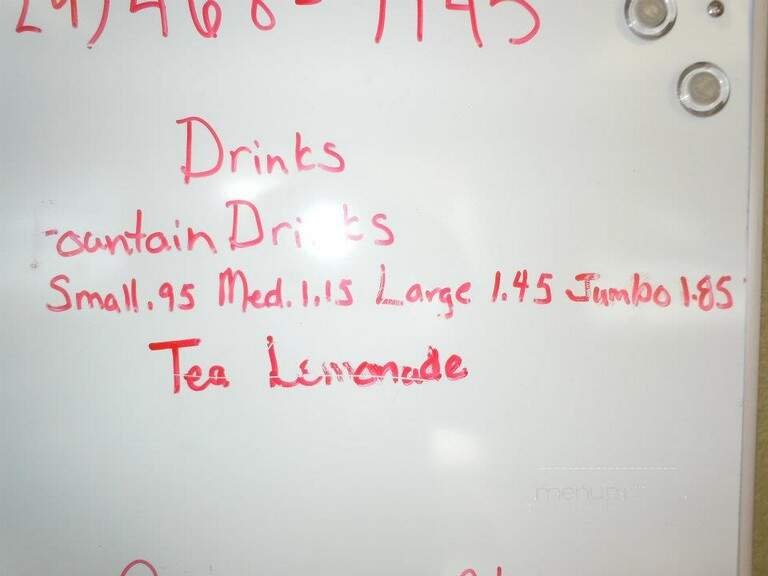 Drinks
ountain Drinks
Small .95 Med. 1.15 Large 1.45 Jumbo 1.85
Tea Lemonade